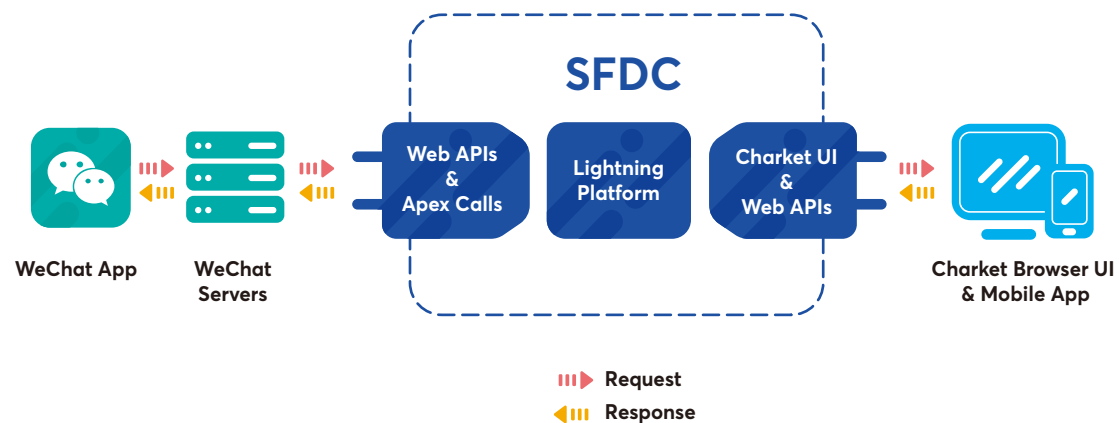 SFDC
Web APIs
&
Apex Calls
Lightning
Platform
Charket UI
&
Web APIs
WeChat App
WeChat
Servers
Charket Browser UI
& Mobile App
Request
Response